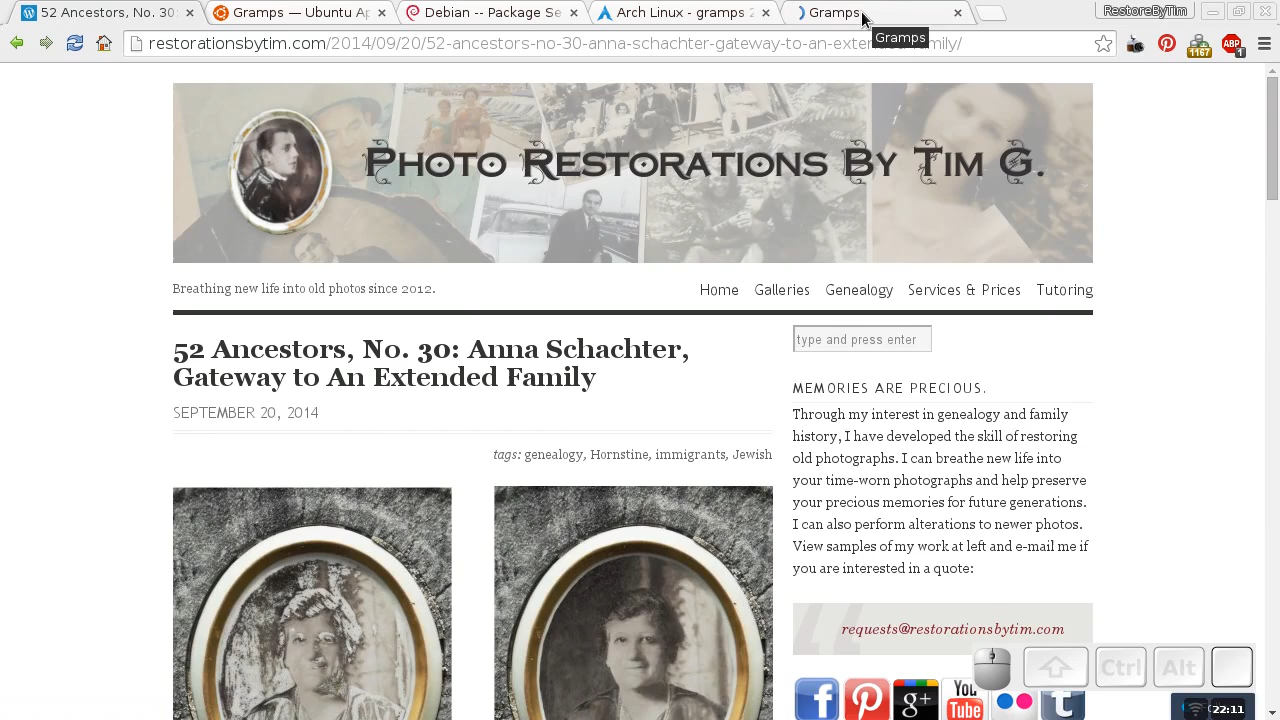 52 Ancestors, No. 30:
Gramps — Ubuntu Ap
Debian -- Package Se
Arch Linux - gramps 2
Gramps
RestoreByTim
restorationsbytim.com/2014/09/20/52-ancestors-no-30-anna-schachter-gateway-to-an-extended-family/
Gramps
1167
ABP
1
Photo Restorations By Tim G.
Breathing new life into old photos since 2012.
Home
Galleries
Genealogy
Services & Prices
Tutoring
52 Ancestors, No. 30: Anna Schachter,
Gateway to An Extended Family
SEPTEMBER 20, 2014
tags: genealogy, Hornstine, immigrants, Jewish
type and press enter
MEMORIES ARE PRECIOUS.
Through my interest in genealogy and family
history, I have developed the skill of restoring
old photographs. I can breathe new life into
your time-worn photographs and help preserve
your precious memories for future generations.
I can also perform alterations to newer photos.
View samples of my work at left and e-mail me if
you are interested in a quote:
requests@restorationsbytim.com
Ctrl
Alt
f
g+
You
Tube
t
22:11